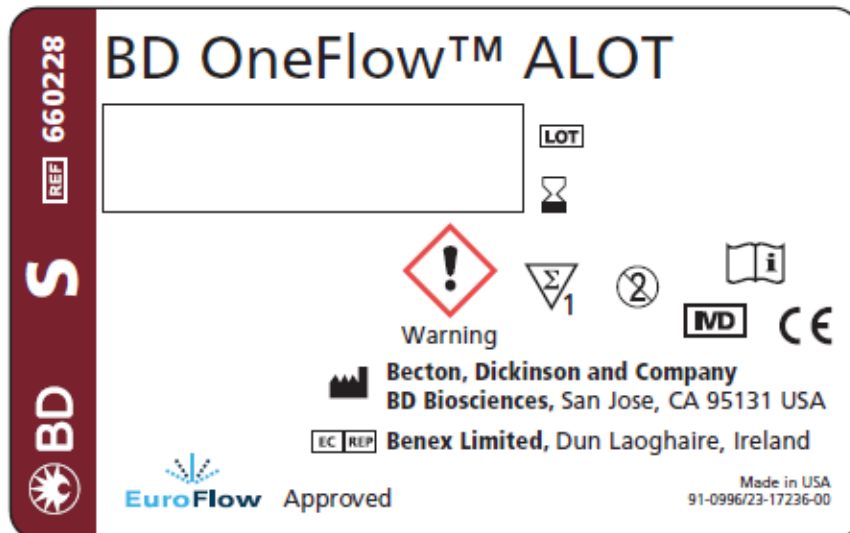 BD OneFlow™ ALOT
REF 660228
S
BD
LOT
Warning
Σ
1
2
i
IVD
CE
Becton, Dickinson and Company
BD Biosciences, San Jose, CA 95131 USA
EC REP Benex Limited, Dun Laoghaire, Ireland
EuroFlow Approved
Made in USA
91-0996/23-17236-00